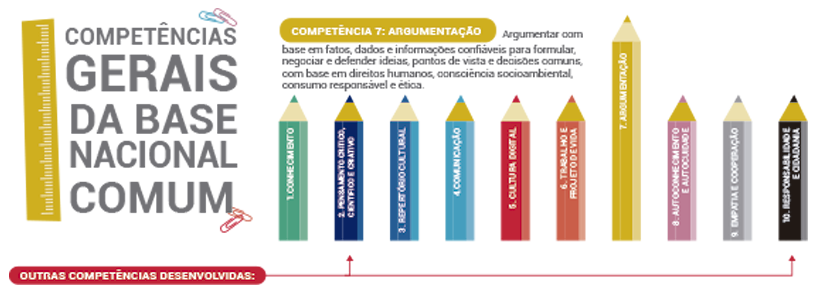 COMPETÊNCIAS
GERAIS
DA BASE
NACIONAL
COMUM
COMPETÊNCIA 7: ARGUMENTAÇÃO Argumentar com
base em fatos, dados e informações confiáveis para formular,
negociar e defender ideias, pontos de vista e decisões comuns,
com base em direitos humanos, consciência socioambiental,
consumo responsável e ética.
1.CONHECIMENTO
2. PENSAMENTO CRÍTICO,
CIENTÍFICO E CRIATIVO
3. REPERTÓRIO CULTURAL
4.COMUNICAÇÃO
5. CULTURA DIGITAL
6. TRABALHO E
PROJETO DE VIDA
7. ARGUMENTAÇÃO
8. AUTOCONHECIMENTO
E AUTOCUIDADE
9. EMPATIA E COOPERAÇÃO
10. RESPONSABILIDADE
E CIDADANIA
OUTRAS COMPETÊNCIAS DESENVOLVIDAS: